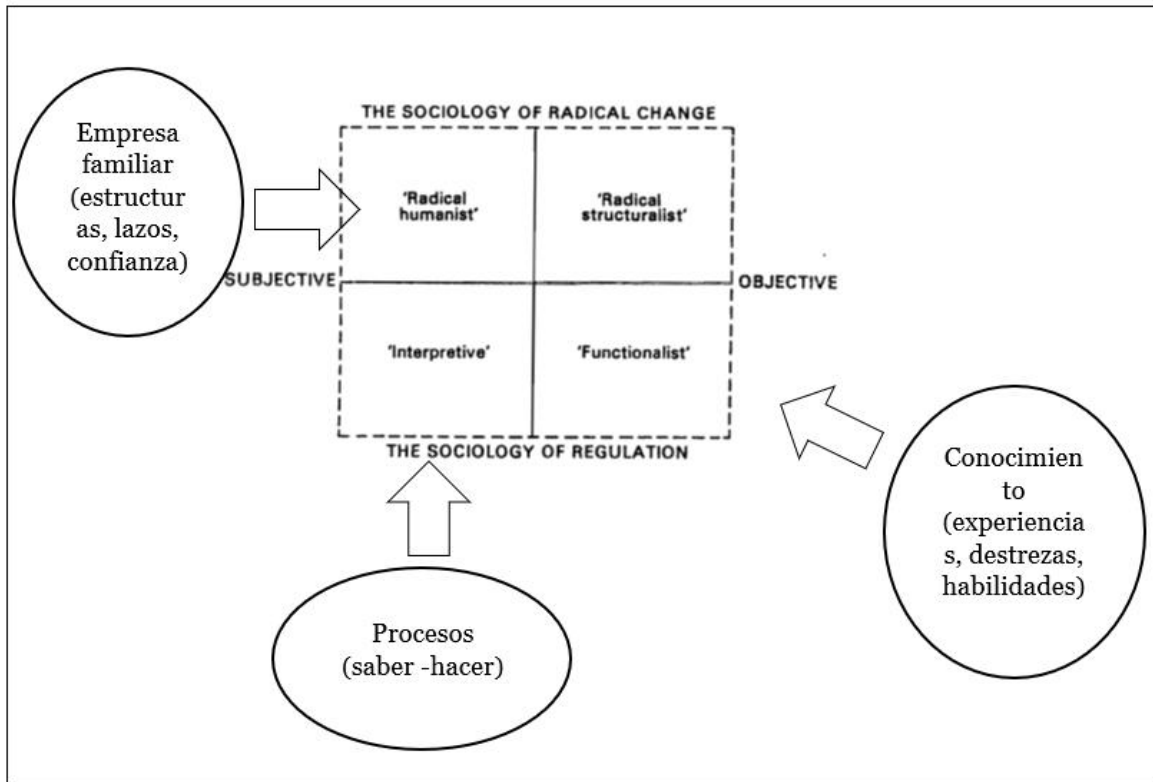 Empresa
familiar
(estructur
as, lazos,
confianza)
THE SOCIOLOGY OF RADICAL CHANGE
'Radical
humanist'
'Radical
structuralist'
SUBJECTIVE
OBJECTIVE
'Interpretive'
'Functionalist'
THE SOCIOLOGY OF REGULATION
Conocimien
to
(experiencia
s, destrezas,
habilidades)
Procesos
(saber -hacer)